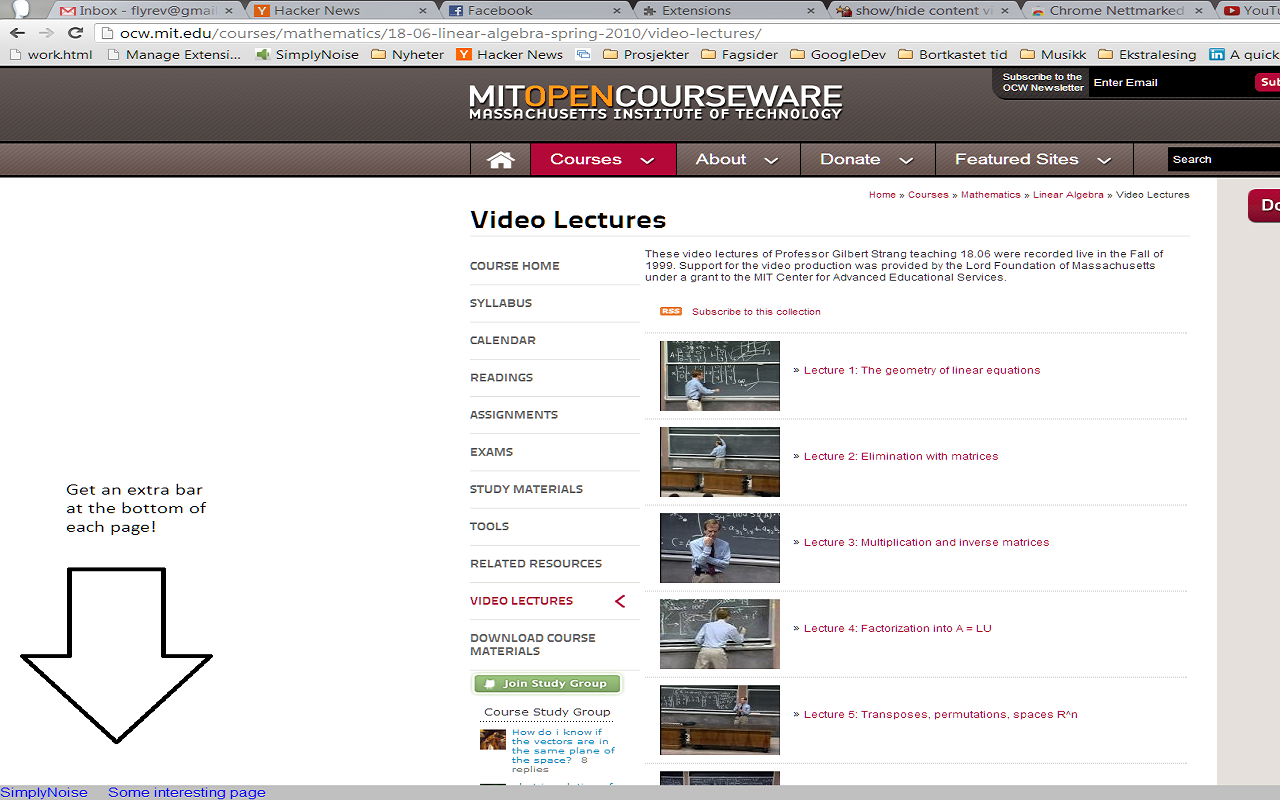 Inbox - flyrev@gmai
Hacker News
Facebook
Extensions
show/hide content v
Chrome Nettmarked
YouTu
ocw.mit.edu/courses/mathematics/18-06-linear-algebra-spring-2010/video-lectures/
work.html
Manage Extensi...
SimplyNoise
Nyheter
Hacker News
Prosjekter
Fagsider
GoogleDev
Bortkastet tid
Musikk
Ekstralesing
A quick
MITOPENCOURSEWARE
MASSACHUSETTS INSTITUTE OF TECHNOLOGY
Subscribe to the
OCW Newsletter
Enter Email
Sub
Courses
About
Donate
Featured Sites
Search
Home » Courses » Mathematics » Linear Algebra » Video Lectures
Do
Video Lectures
COURSE HOME
SYLLABUS
CALENDAR
READINGS
ASSIGNMENTS
EXAMS
STUDY MATERIALS
TOOLS
RELATED RESOURCES
VIDEO LECTURES
DOWNLOAD COURSE
MATERIALS
Join Study Group
Course Study Group
How do i know if
the vectors are in
the same plane of
the space? 8
replies
These video lectures of Professor Gilbert Strang teaching 18.06 were recorded live in the Fall of
1999. Support for the video production was provided by the Lord Foundation of Massachusetts
under a grant to the MIT Center for Advanced Educational Services.
RSS Subscribe to this collection
» Lecture 1: The geometry of linear equations
» Lecture 2: Elimination with matrices
» Lecture 3: Multiplication and inverse matrices
» Lecture 4: Factorization into A = LU
» Lecture 5: Transposes, permutations, spaces R^n
Get an extra bar
at the bottom of
each page!
SimplyNoise
Some interesting page